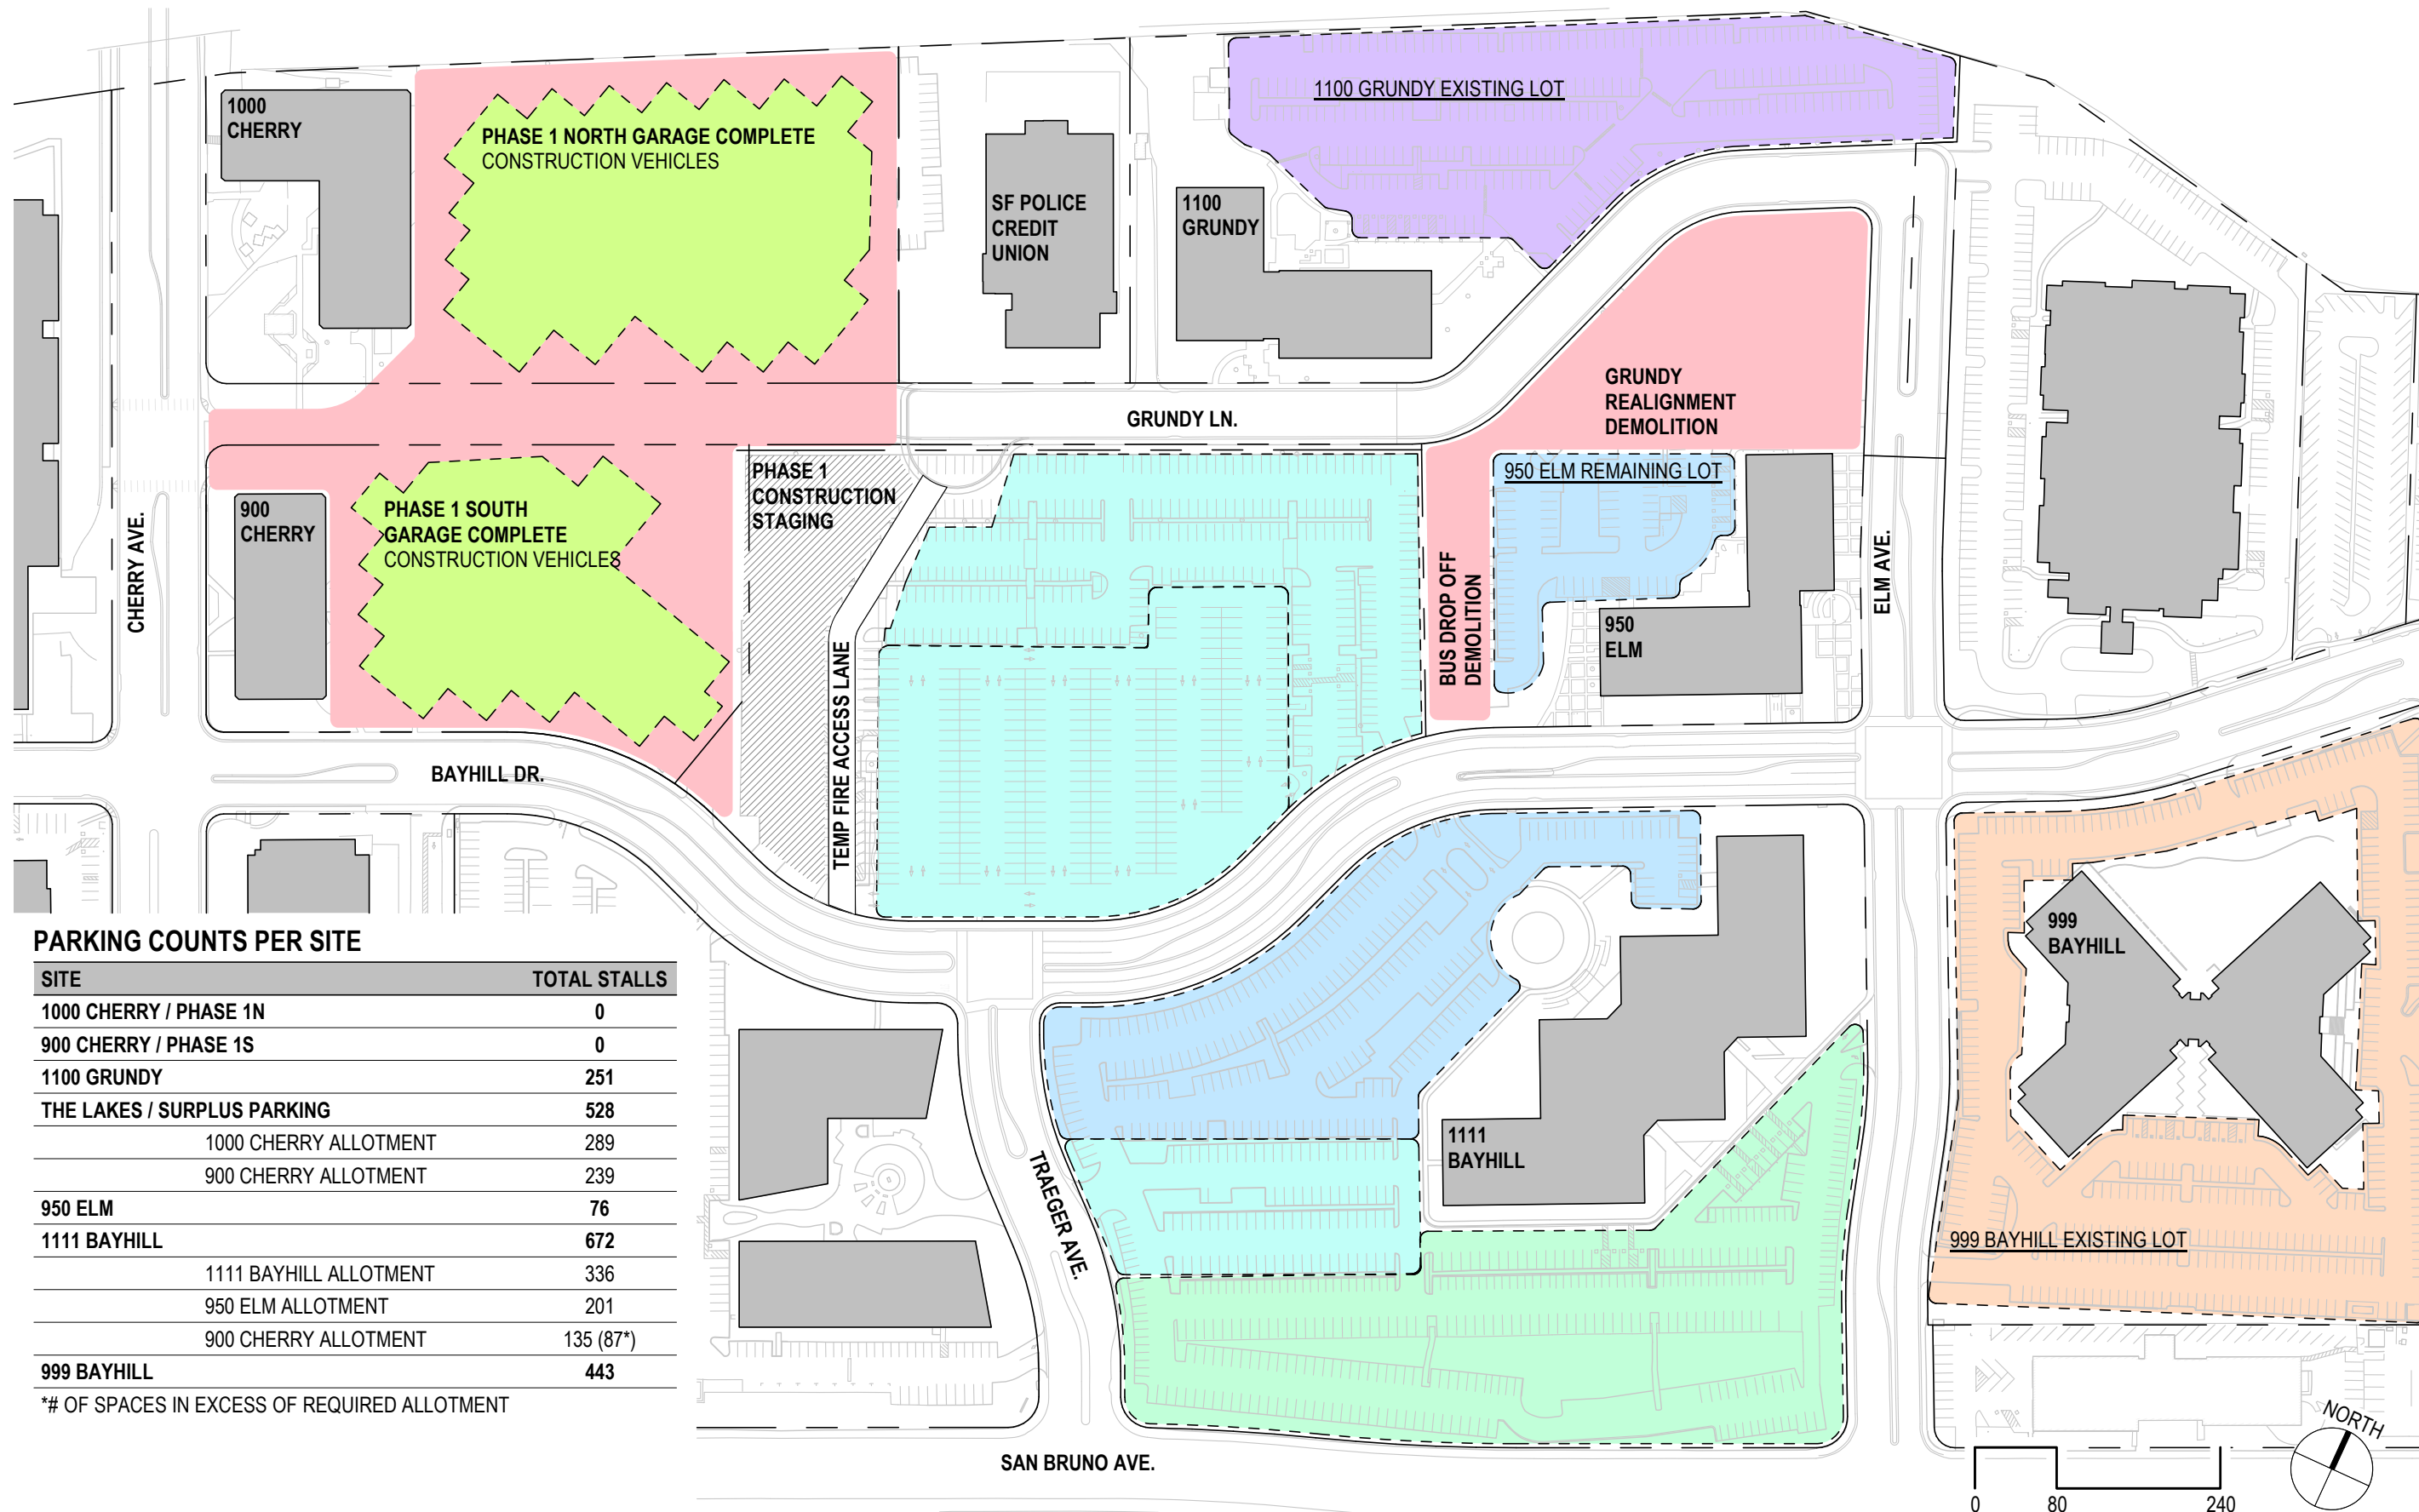 1000
CHERRY
PHASE 1 NORTH GARAGE COMPLETE
CONSTRUCTION VEHICLES
SF POLICE
CREDIT
UNION
1100
GRUNDY
1100 GRUNDY EXISTING LOT
GRUNDY LN.
GRUNDY
REALIGNMENT
DEMOLITION
CHERRY AVE.
900
CHERRY
PHASE 1 SOUTH
GARAGE COMPLETE
CONSTRUCTION VEHICLES
PHASE 1
CONSTRUCTION
STAGING
TEMP FIRE ACCESS LANE
BUS DROP OFF
DEMOLITION
950 ELM REMAINING LOT
950
ELM
ELM AVE.
BAYHILL DR.
999
BAYHILL
1111
BAYHILL
TRAEGER AVE.
999 BAYHILL EXISTING LOT
SAN BRUNO AVE.
PARKING COUNTS PER SITE
SITE TOTAL STALLS
1000 CHERRY / PHASE 1N 0
900 CHERRY / PHASE 1S 0
1100 GRUNDY 251
THE LAKES / SURPLUS PARKING 528
1000 CHERRY ALLOTMENT 289
900 CHERRY ALLOTMENT 239
950 ELM 76
1111 BAYHILL 672
1111 BAYHILL ALLOTMENT 336
950 ELM ALLOTMENT 201
900 CHERRY ALLOTMENT 135 (87*)
999 BAYHILL 443
*# OF SPACES IN EXCESS OF REQUIRED ALLOTMENT
NORTH
0 80 240